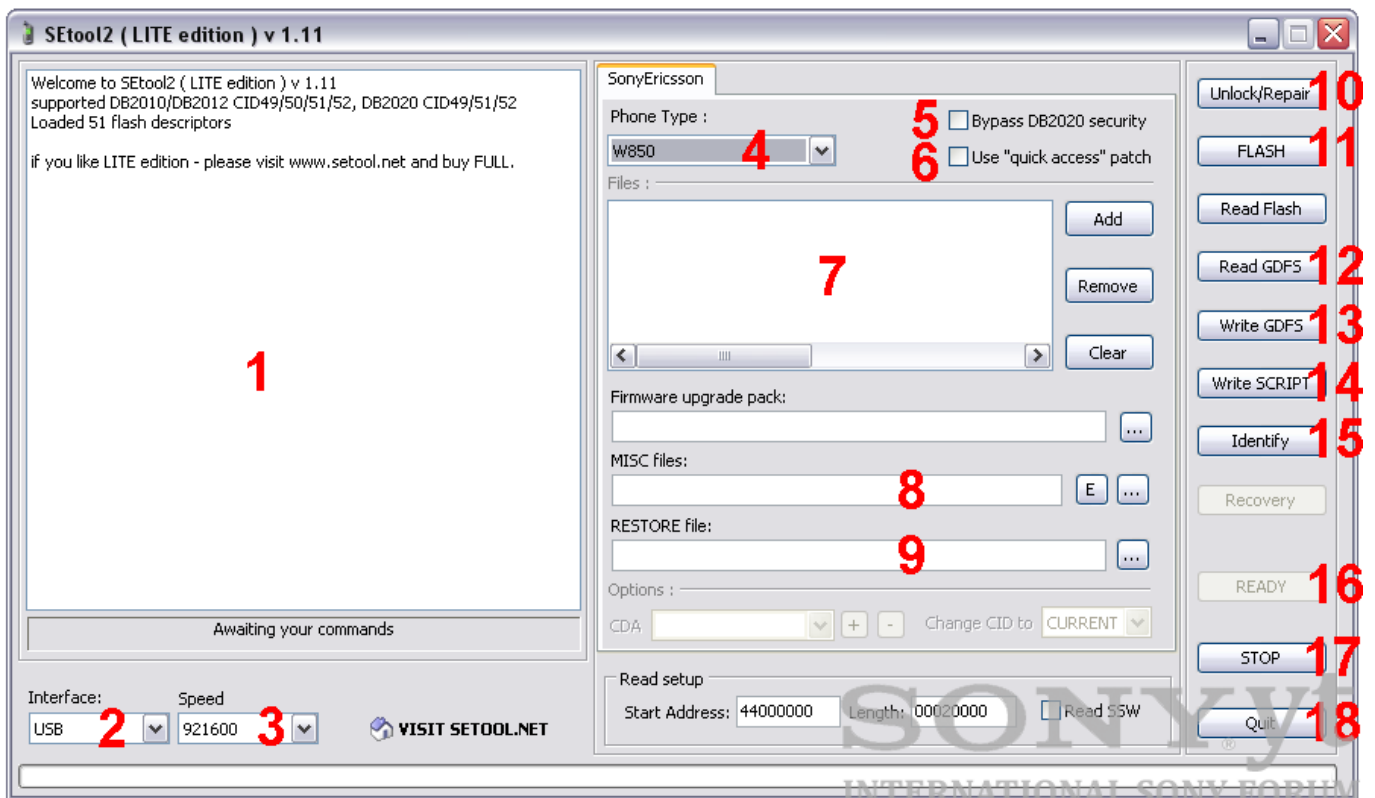 SEtool2 ( LITE edition ) v 1.11
Welcome to SEtool2 ( LITE edition ) v 1.11
supported DB2010/DB2012 CID49/50/51/52, DB2020 CID49/51/52
Loaded 51 flash descriptors
if you like LITE edition - please visit www.setool.net and buy FULL.
1
Awaiting your commands
Interface:
USB
2
Speed
921600
3
VISIT SETOOL.NET
SonyEricsson
Phone Type :
W850
4
5
Bypass DB2020 security
6
Use "quick access" patch
Files :
7
Add
Remove
Clear
Firmware upgrade pack:
...
MISC files:
8
E
...
RESTORE file:
9
...
Options :
CDA
+
-
Change CID to
CURRENT
Read setup
Start Address:
44000000
Length:
00020000
Read SSW
Unlock/Repair
10
FLASH
11
Read Flash
Read GDFS
12
Write GDFS
13
Write SCRIPT
14
Identify
15
Recovery
READY
16
STOP
17
Quit
18
SONYyt
®
INTERNATIONAL SONY FORUM